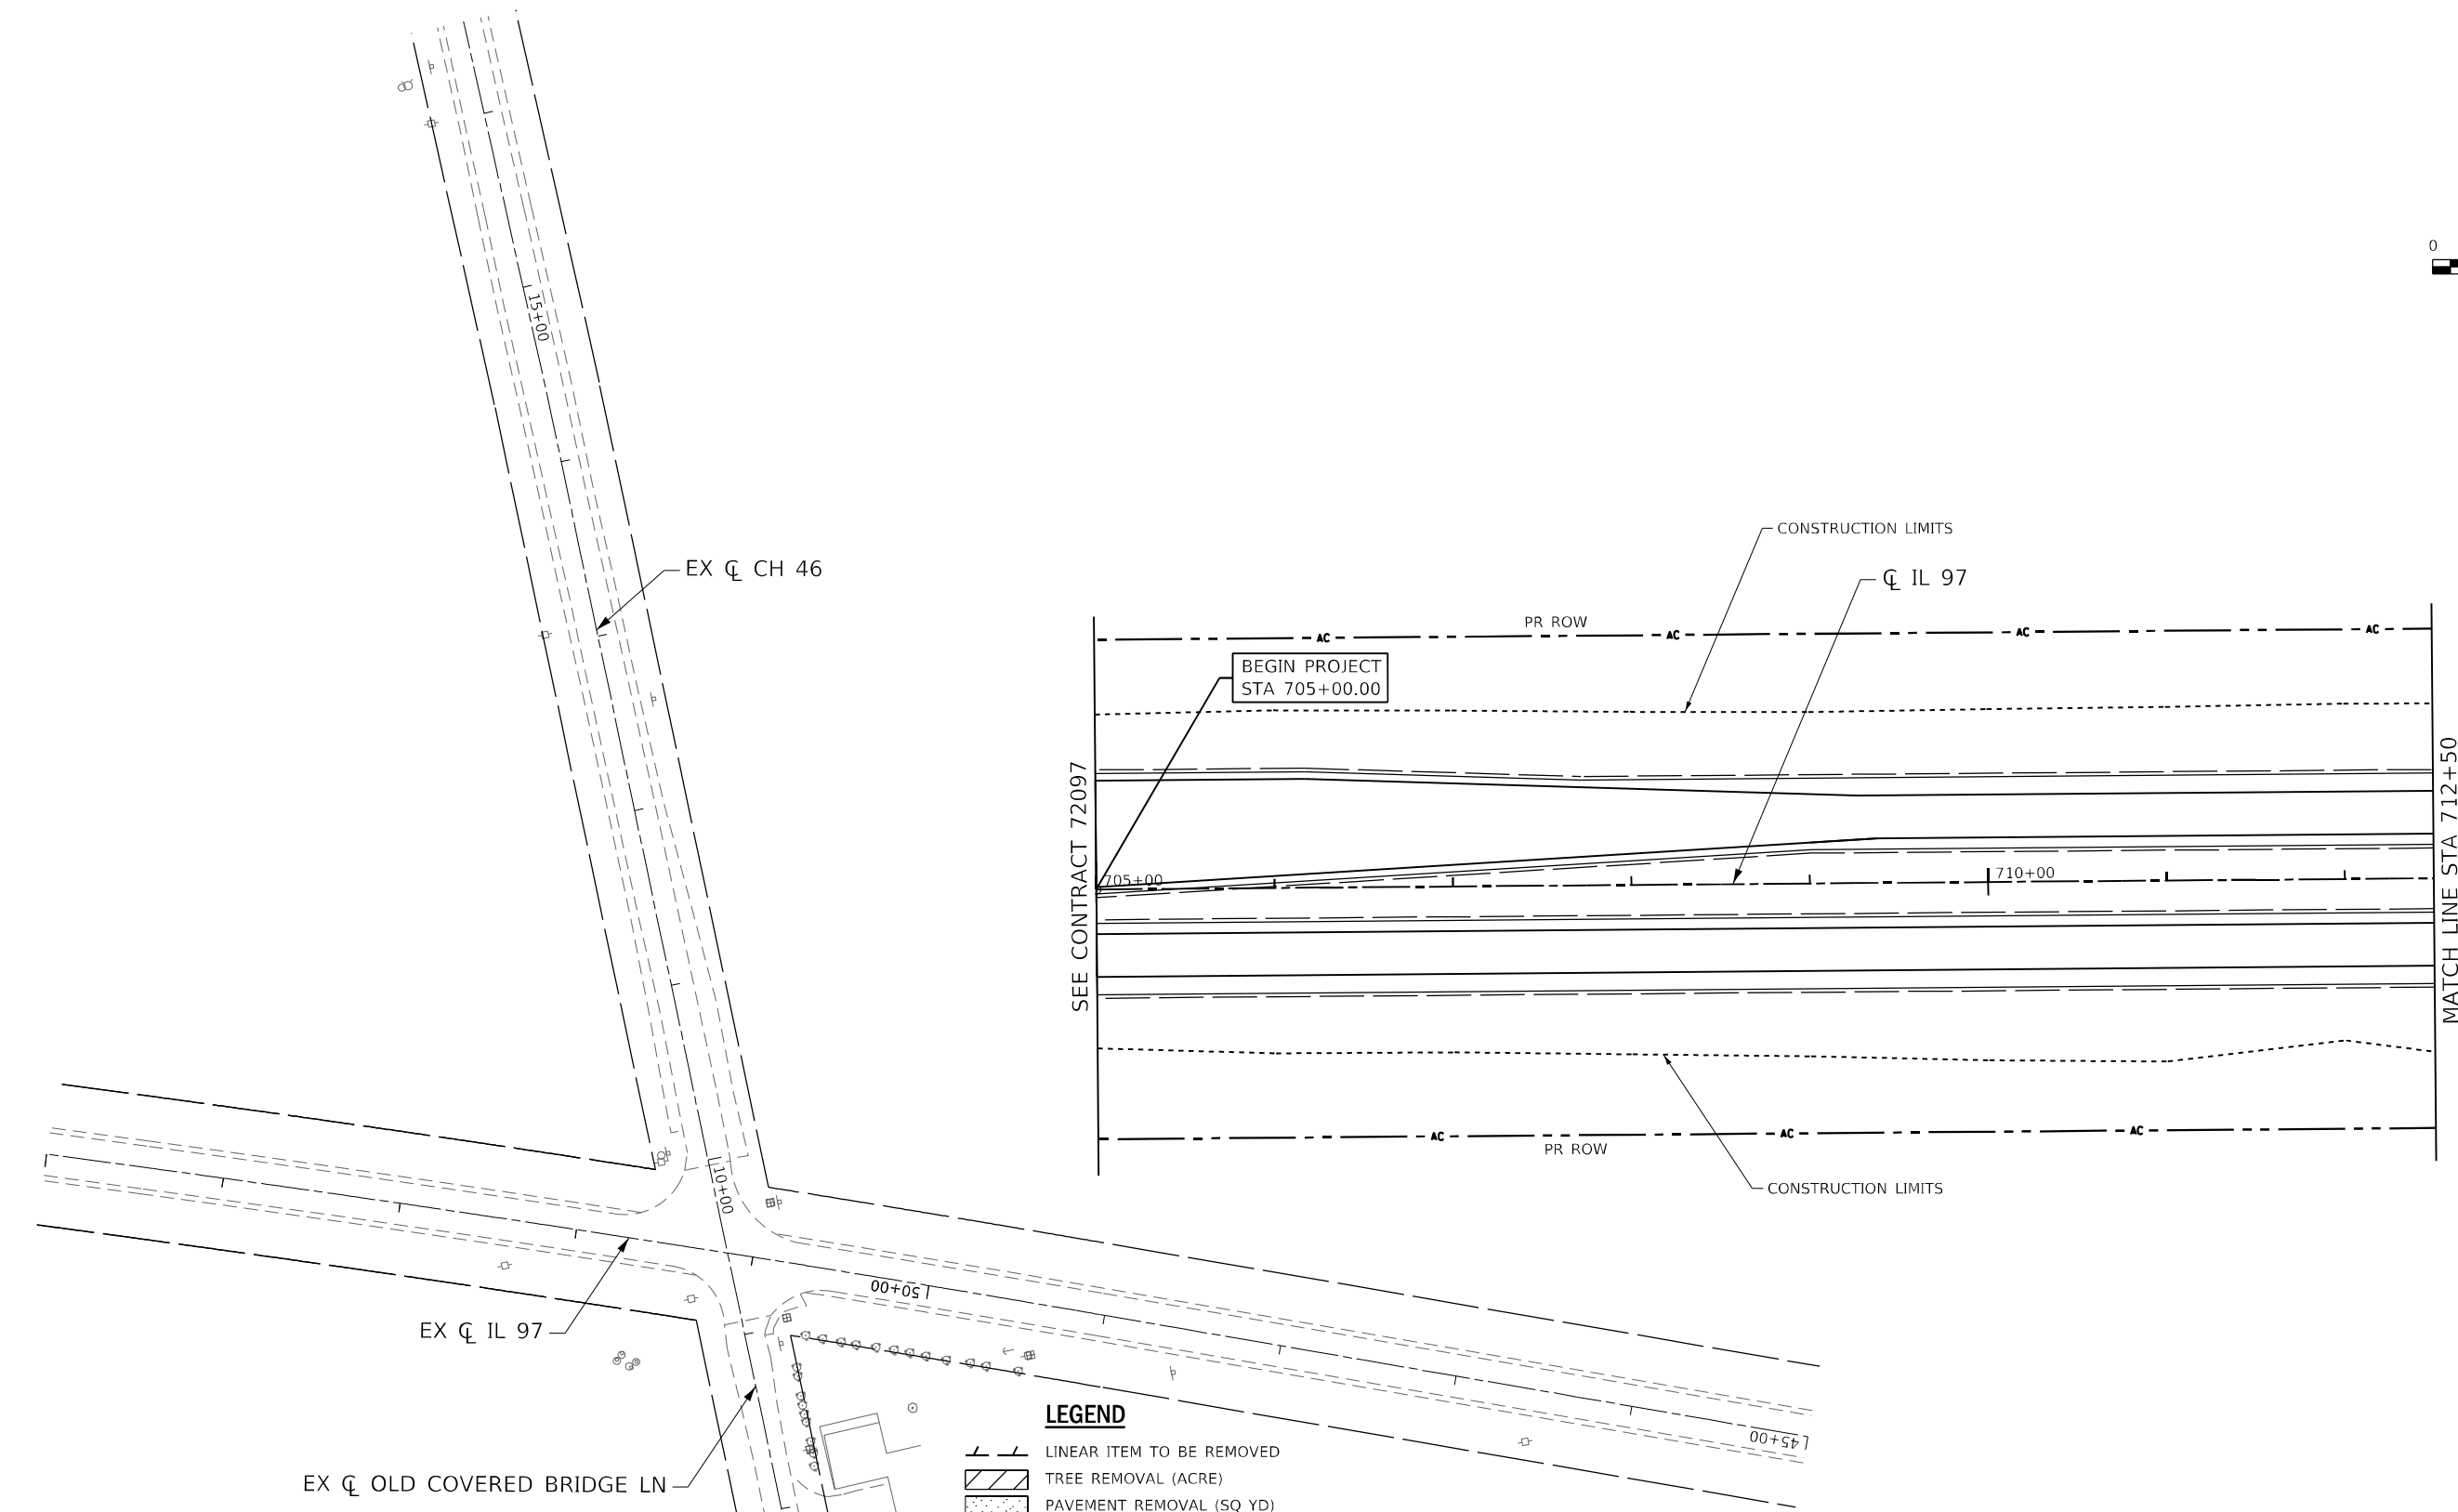 0
15+00
CONSTRUCTION LIMITS
EX ℄ CH 46
℄ IL 97
PR ROW
AC AC AC AC
BEGIN PROJECT
STA 705+00.00
SEE CONTRACT 72097
MATCH LINE STA 712+50
705+00
710+00
AC AC AC
PR ROW
10+00
CONSTRUCTION LIMITS
50+00
EX ℄ IL 97
45+00
EX ℄ OLD COVERED BRIDGE LN
LEGEND
LINEAR ITEM TO BE REMOVED
TREE REMOVAL (ACRE)
PAVEMENT REMOVAL (SQ YD)